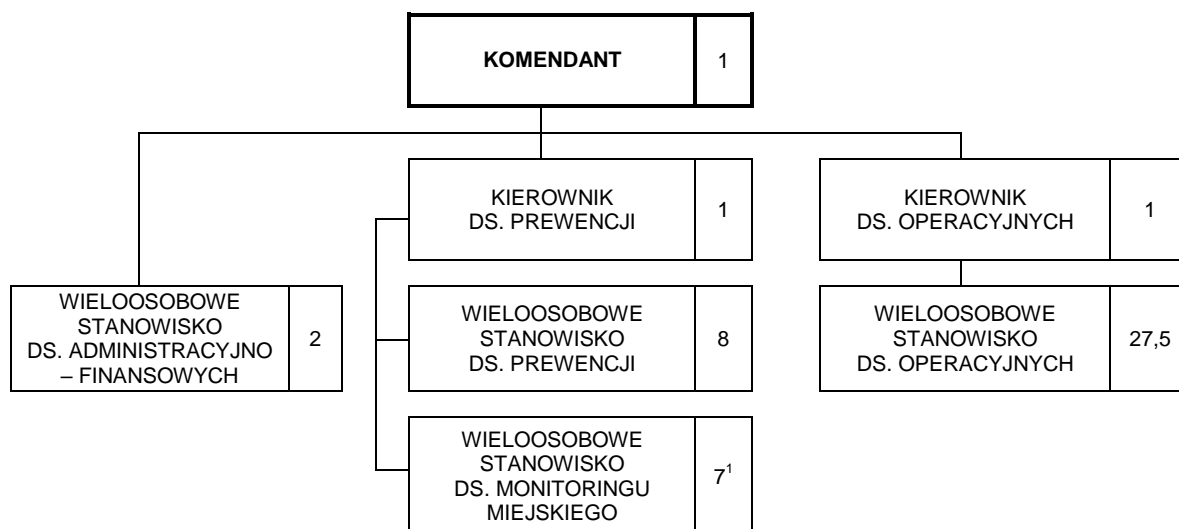 KOMENDANT
1
KIEROWNIK
DS. PREWENCJI
1
KIEROWNIK
DS. OPERACYJNYCH
1
WIELOOSOBOWE
STANOWISKO
DS. ADMINISTRACYJNO
– FINANSOWYCH
2
WIELOOSOBOWE
STANOWISKO
DS. PREWENCJI
8
WIELOOSOBOWE
STANOWISKO
DS. OPERACYJNYCH
27,5
WIELOOSOBOWE
STANOWISKO
DS. MONITORINGU
MIEJSKIEGO
7¹